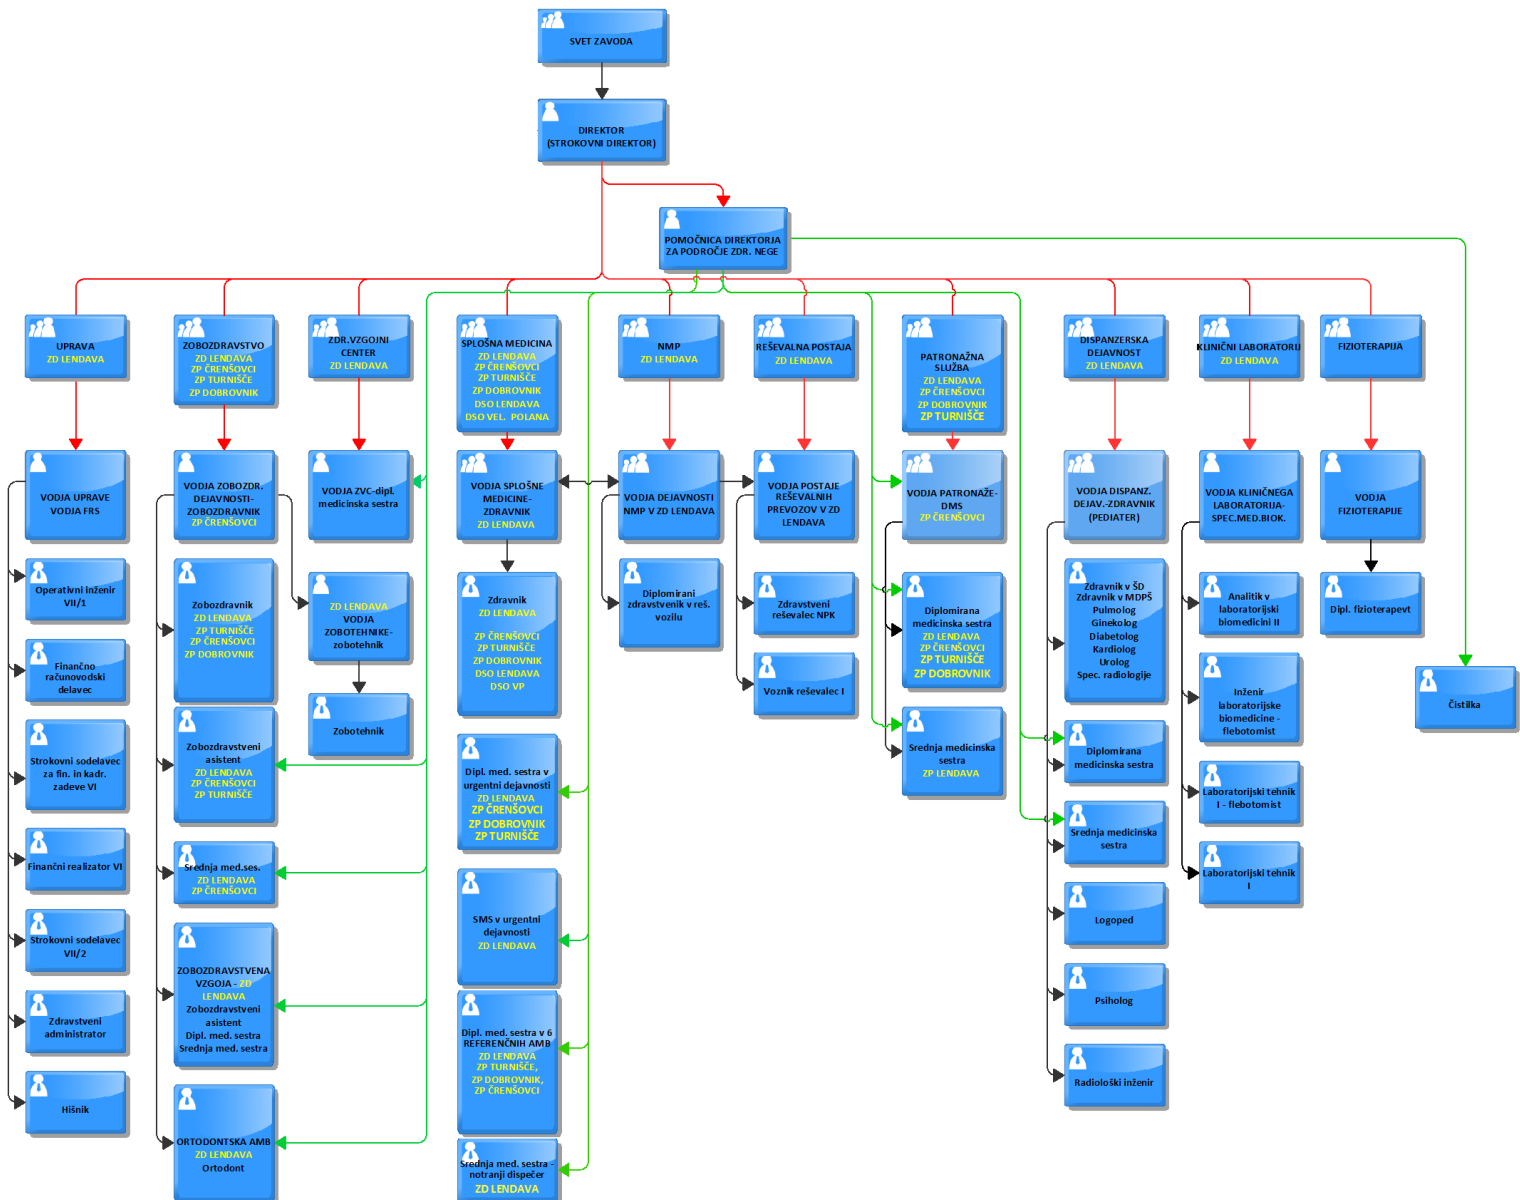 SVET ZAVODA
DIREKTOR
(STROKOVNI DIREKTOR)
POMOČNICA DIREKTORJA
ZA PODROČJE ZDR. NEGE
UPRAVA
ZD LENDAVA
ZOBOZDRAVSTVO
ZD LENDAVA
ZP ČRENŠOVCI
ZP TURNIŠČE
ZP DOBROVNIK
ZDR.VZGOJNI
CENTER
ZD LENDAVA
SPLOŠNA MEDICINA
ZD LENDAVA
ZP ČRENŠOVCI
ZP TURNIŠČE
ZP DOBROVNIK
DSO LENDAVA
DSO VEL. POLANA
NMP
ZD LENDAVA
REŠEVALNA POSTAJA
ZD LENDAVA
PATRONAŽNA
SLUŽBA
ZD LENDAVA
ZP ČRENŠOVCI
ZP DOBROVNIK
ZP TURNIŠČE
DISPANZERSKA
DEJAVNOST
ZD LENDAVA
KLINIČNI LABORATORIJ
ZD LENDAVA
FIZIOTERAPIJA
VODJA UPRAVE
VODJA FRS
VODJA ZOBOZDR.
DEJAVNOSTI-
ZOBOZDRAVNIK
ZP ČRENŠOVCI
VODJA ZVC-dipl.
medicinska sestra
VODJA SPLOŠNE
MEDICINE-
ZDRAVNIK
ZD LENDAVA
VODJA DEJAVNOSTI
NMP V ZD LENDAVA
VODJA POSTAJE
REŠEVALNIH
PREVOZOV V ZD
LENDAVA
VODJA PATRONAŽE-
DMS
ZP ČRENŠOVCI
VODJA DISPANZ.
DEJAV.-ZDRAVNIK
(PEDIATER)
VODJA KLINIČNEGA
LABORATORIJA-
SPEC.MED.BIOK.
VODJA
FIZIOTERAPIJE
Operativni inženir
VII/1
Finančno
računovodski
delavec
Strokovni sodelavec
za fin. in kadr.
zadeve VI
Finančni realizator VI
Strokovni sodelavec
VII/2
Zdravstveni
administrator
Hišnik
Zobozdravnik
ZD LENDAVA
ZP TURNIŠČE
ZP ČRENŠOVCI
ZP DOBROVNIK
Zobozdravstveni
asistent
ZD LENDAVA
ZP ČRENŠOVCI
ZP TURNIŠČE
Srednja med.ses.
ZD LENDAVA
ZP ČRENŠOVCI
ZOBOZDRAVSTVENA
VZGOJA - ZD
LENDAVA
Zobozdravstveni
asistent
Dipl. med. sestra
Srednja med. sestra
ORTODONTSKA AMB
ZD LENDAVA
Ortodont
ZD LENDAVA
VODJA
ZOBOTEHNIKE-
zobotehnik
Zobotehnik
Zdravnik
ZD LENDAVA
ZP ČRENŠOVCI
ZP TURNIŠČE
ZP DOBROVNIK
DSO LENDAVA
DSO VP
Dipl. med. sestra v
urgentni dejavnosti
ZD LENDAVA
ZP ČRENŠOVCI
ZP DOBROVNIK
ZP TURNIŠČE
SMS v urgentni
dejavnosti
ZD LENDAVA
Dipl. med. sestra v 6
REFERENČNIH AMB
ZD LENDAVA
ZP TURNIŠČE,
ZP DOBROVNIK,
ZP ČRENŠOVCI
Srednja med. sestra -
notranji dispečer
ZD LENDAVA
Diplomirani
zdravstvenik v reš.
vozilu
Zdravstveni
reševalec NPK
Voznik reševalec I
Diplomirana
medicinska sestra
ZD LENDAVA
ZP ČRENŠOVCI
ZP TURNIŠČE
ZP DOBROVNIK
Srednja medicinska
sestra
ZP LENDAVA
Zdravnik v ŠD
Zdravnik v MDPŠ
Pulmolog
Ginekolog
Diabetolog
Kardiolog
Urolog
Spec. radiologije
Diplomirana
medicinska sestra
Srednja medicinska
sestra
Logoped
Psiholog
Radiološki inženir
Analitik v
laboratorijski
biomedicini II
Inženir
laboratorijske
biomedicine -
flebotomist
Laboratorijski tehnik
I - flebotomist
Laboratorijski tehnik
I
Dipl. fizioterapevt
Čistilka